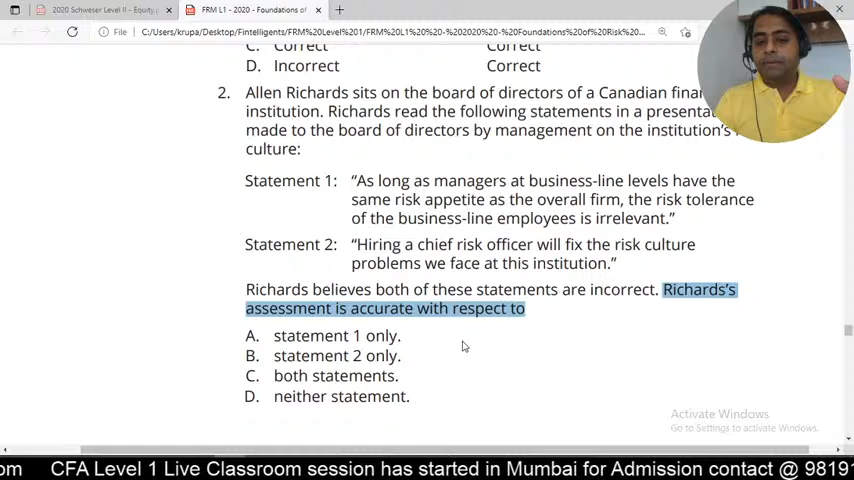 2020 Schweser Level II - Equity.p
FRM L1 - 2020 - Foundations of
File
C:/Users/krupa/Desktop/Fintelligents/FRM%20Level%201/FRM%20L1%20%20-%202020%20-%20Foundations%20of%20Risk%20...
C. Correct Correct
D. Incorrect Correct
2. Allen Richards sits on the board of directors of a Canadian finan
institution. Richards read the following statements in a presentat
made to the board of directors by management on the institution's
culture:
Statement 1: "As long as managers at business-line levels have the
same risk appetite as the overall firm, the risk tolerance
of the business-line employees is irrelevant."
Statement 2: "Hiring a chief risk officer will fix the risk culture
problems we face at this institution."
Richards believes both of these statements are incorrect. Richards's
assessment is accurate with respect to
A. statement 1 only.
B. statement 2 only.
C. both statements.
D. neither statement.
Activate Windows
Go to Settings to activate Windows.
om CFA Level 1 Live Classroom session has started in Mumbai for Admission contact @ 9819